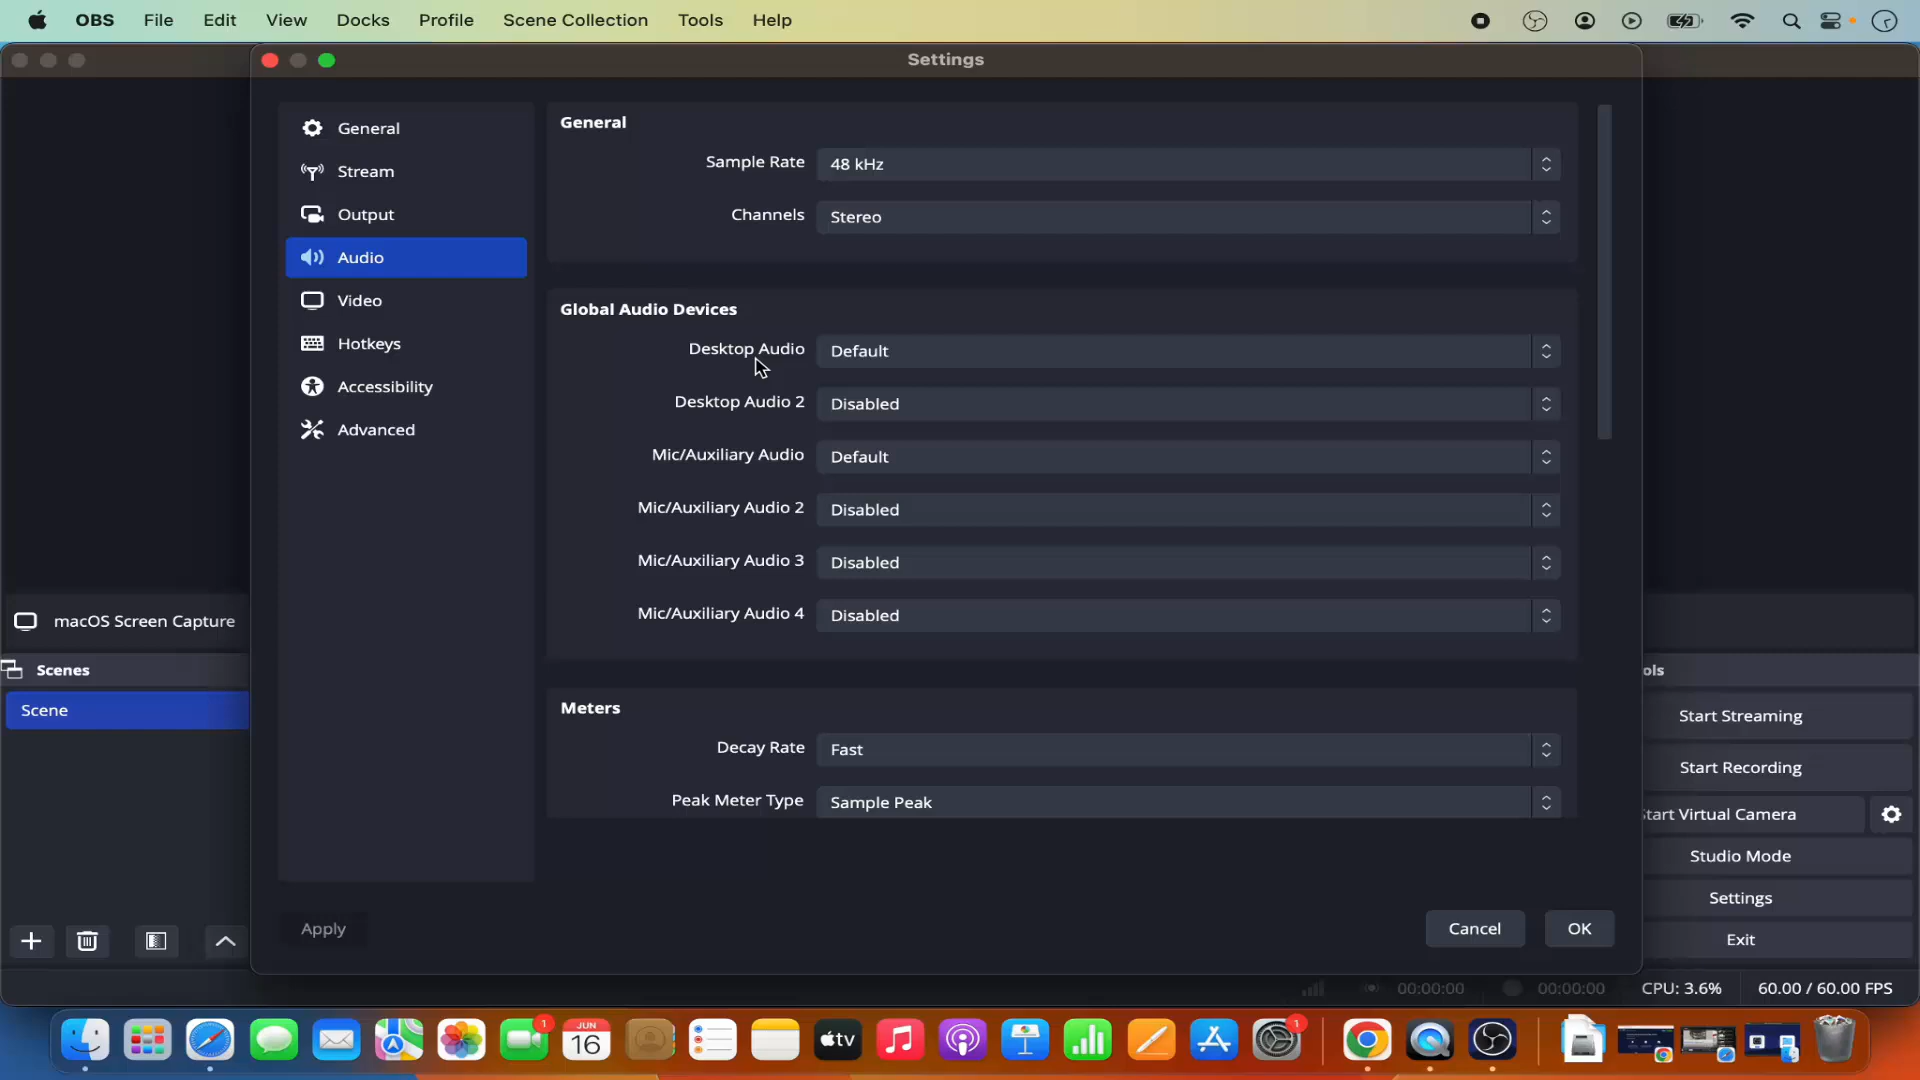 OBS File Edit View Docks Profile Scene Collection Tools Help
Settings
General
Stream
Output
Audio
Video
Hotkeys
Accessibility
Advanced
General
Sample Rate 48 kHz
Channels Stereo
Global Audio Devices
Desktop Audio Default
Desktop Audio 2 Disabled
Mic/Auxiliary Audio Default
Mic/Auxiliary Audio 2 Disabled
Mic/Auxiliary Audio 3 Disabled
Mic/Auxiliary Audio 4 Disabled
Meters
Decay Rate Fast
Peak Meter Type Sample Peak
Apply
Cancel OK
macOS Screen Capture
Scenes
Scene
ols
Start Streaming
Start Recording
tart Virtual Camera
Studio Mode
Settings
Exit
00:00:00 00:00:00 CPU: 3.6% 60.00 / 60.00 FPS
1
JUN
16
tv
1